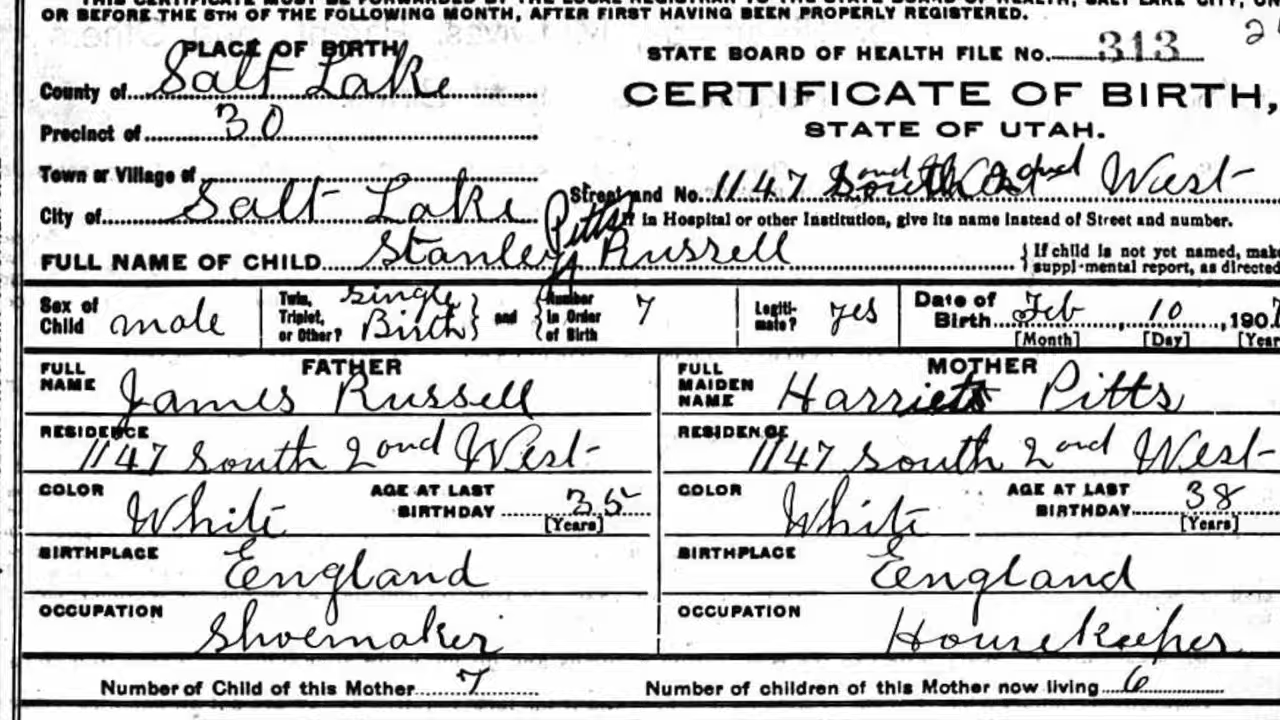 OR BEFORE THE 5TH OF THE FOLLOWING MONTH, AFTER FIRST HAVING BEEN PROPERLY REGISTERED.
PLACE OF BIRTH
STATE BOARD OF HEALTH FILE No. 313
County of Salt Lake
CERTIFICATE OF BIRTH,
Precinct of 30
STATE OF UTAH.
Town or Village of
Street and No. 1147 South 2ond West
City of Salt Lake
If in Hospital or other Institution, give its name instead of Street and number.
Pitts
FULL NAME OF CHILD Stanley Russell
{ If child is not yet named, make
supplemental report, as directed
Sex of Child male
Twin, Triplet, or Other? Single Birth } and { Number in Order of Birth 7
Legitimate? yes
Date of Birth Feb, 10, 190
[Month] [Day] [Year
FATHER
MOTHER
FULL NAME James Russell
FULL MAIDEN NAME Harriett Pitts
RESIDENCE 1147 South 2ond West
RESIDENCE 1147 South 2ond West
COLOR White AGE AT LAST BIRTHDAY 35 [Years]
COLOR White AGE AT LAST BIRTHDAY 38 [Years]
BIRTHPLACE England
BIRTHPLACE England
OCCUPATION Shoemaker
OCCUPATION Housekeeper
Number of Child of this Mother 7
Number of children of this Mother now living 6